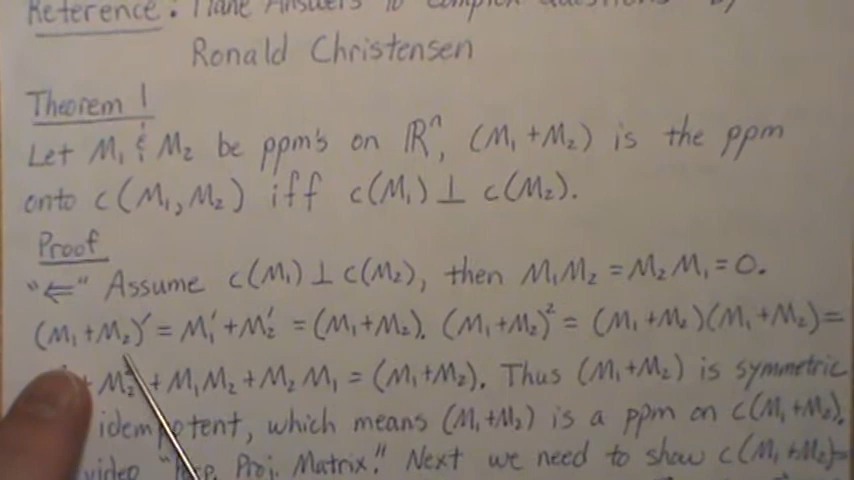 Reference: Plane Answers to Complex Questions by
Ronald Christensen
Theorem 1
Let M₁ & M₂ be ppm's on ℝⁿ, (M₁+M₂) is the ppm
onto c(M₁,M₂) iff c(M₁)⊥c(M₂).
Proof
"⇐" Assume c(M₁)⊥c(M₂), then M₁M₂=M₂M₁=0.
(M₁+M₂)′=M₁′+M₂′=(M₁+M₂). (M₁+M₂)²=(M₁+M₂)(M₁+M₂)=
+M₂²+M₁M₂+M₂M₁=(M₁+M₂). Thus (M₁+M₂) is symmetric
idempotent, which means (M₁+M₂) is a ppm on c(M₁+M₂).
video Proj. Matrix." Next we need to show c(M₁+M₂)=